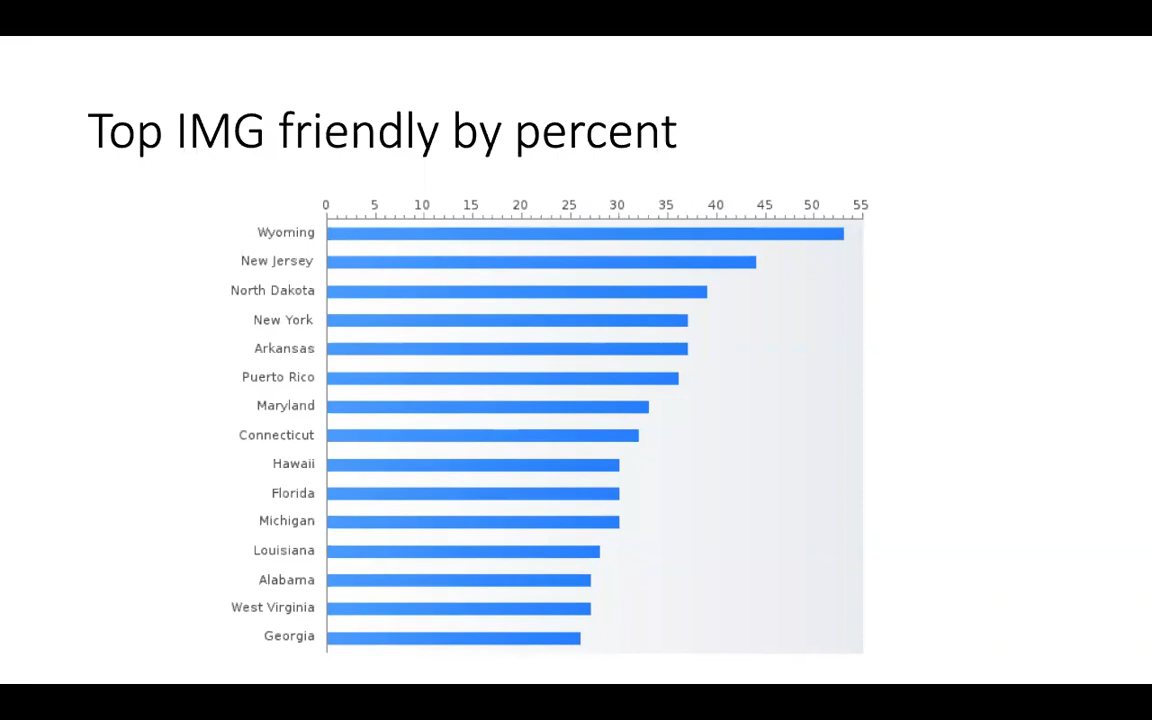 Top IMG friendly by percent
0 5 10 15 20 25 30 35 40 45 50 55
Wyoming
New Jersey
North Dakota
New York
Arkansas
Puerto Rico
Maryland
Connecticut
Hawaii
Florida
Michigan
Louisiana
Alabama
West Virginia
Georgia